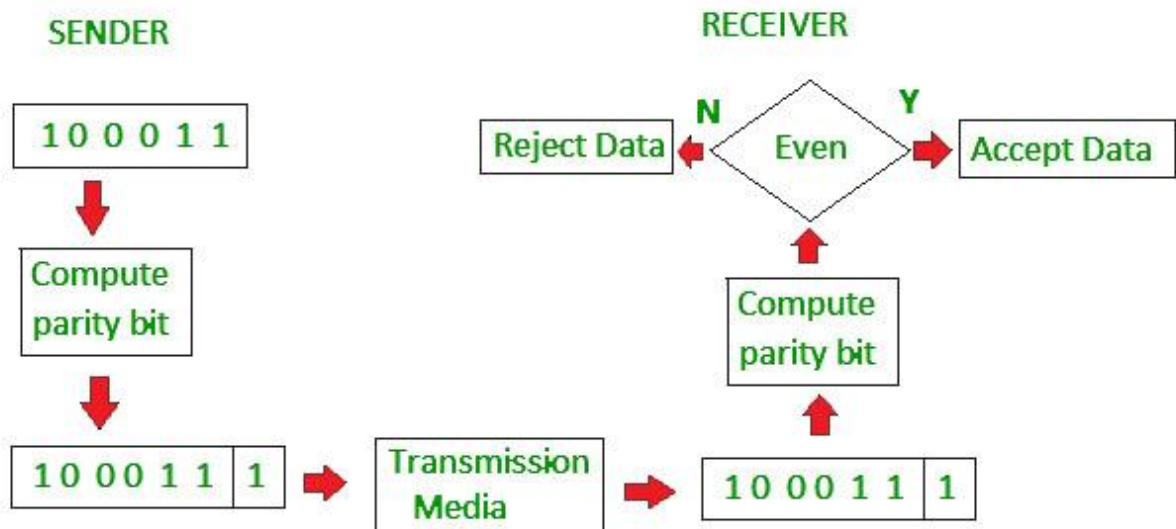 SENDER
1 0 0 0 1 1
Compute
parity bit
1 0 0 0 1 1 1
Transmission
Media
RECEIVER
1 0 0 0 1 1 1
Compute
parity bit
Even
N
Y
Reject Data
Accept Data